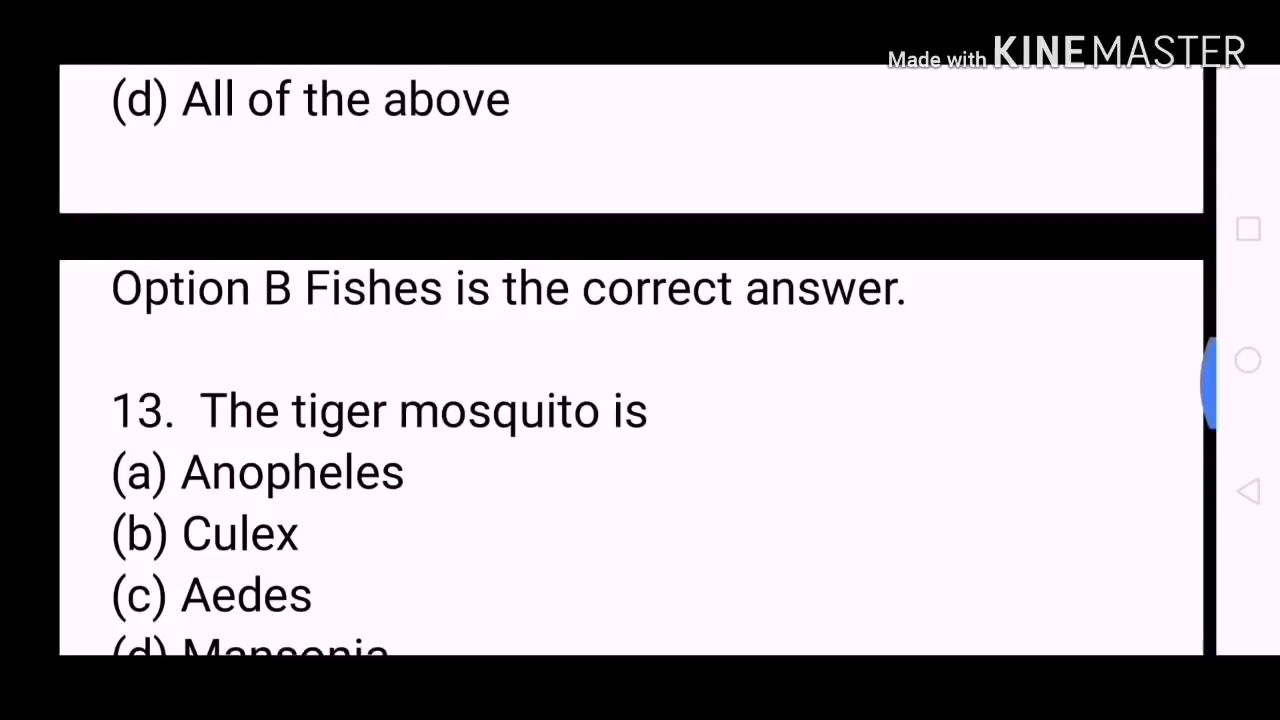 Made with KINEMASTER
(d) All of the above
Option B Fishes is the correct answer.
13. The tiger mosquito is
(a) Anopheles
(b) Culex
(c) Aedes
(d) Mansonia